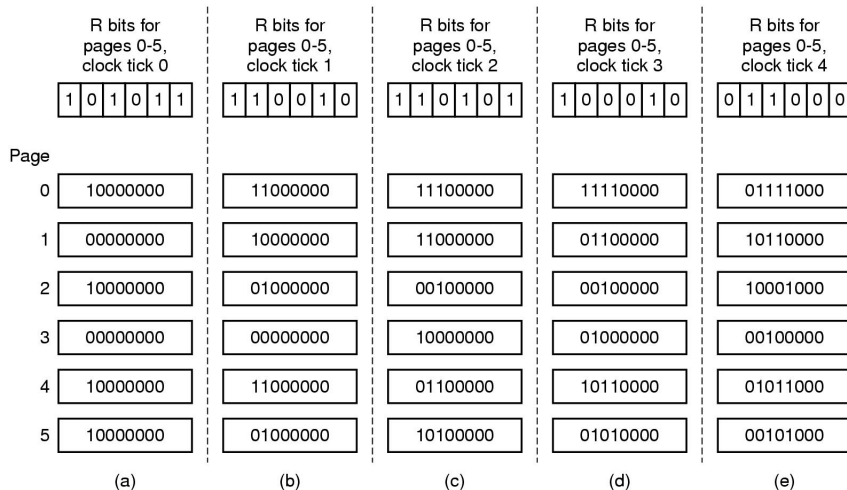 R bits for pages 0-5, clock tick 0
R bits for pages 0-5, clock tick 1
R bits for pages 0-5, clock tick 2
R bits for pages 0-5, clock tick 3
R bits for pages 0-5, clock tick 4
1 0 1 0 1 1
1 1 0 0 1 0
1 1 0 1 0 1
1 0 0 0 1 0
0 1 1 0 0 0
Page
0 10000000 11000000 11100000 11110000 01111000
1 00000000 10000000 11000000 01100000 10110000
2 10000000 01000000 00100000 00100000 10001000
3 00000000 00000000 10000000 01000000 00100000
4 10000000 11000000 01100000 10110000 01011000
5 10000000 01000000 10100000 01010000 00101000
(a) (b) (c) (d) (e)